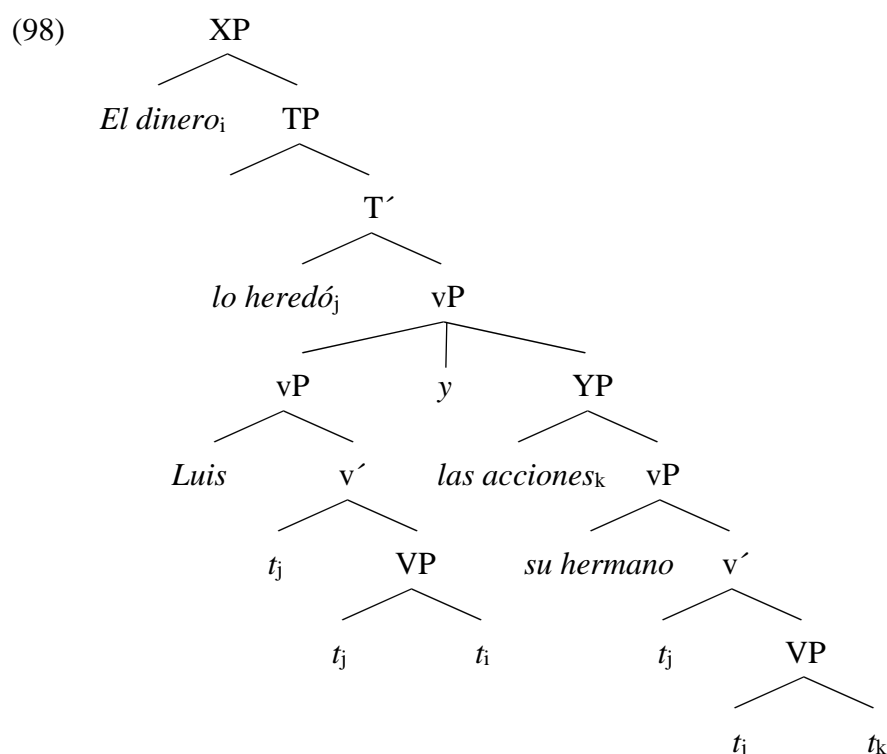 (98) XP
El dineroi TP
T´
lo heredój vP
vP y YP
Luis v´ las accionesk vP
tj VP su hermano v´
tj ti tj VP
tj tk